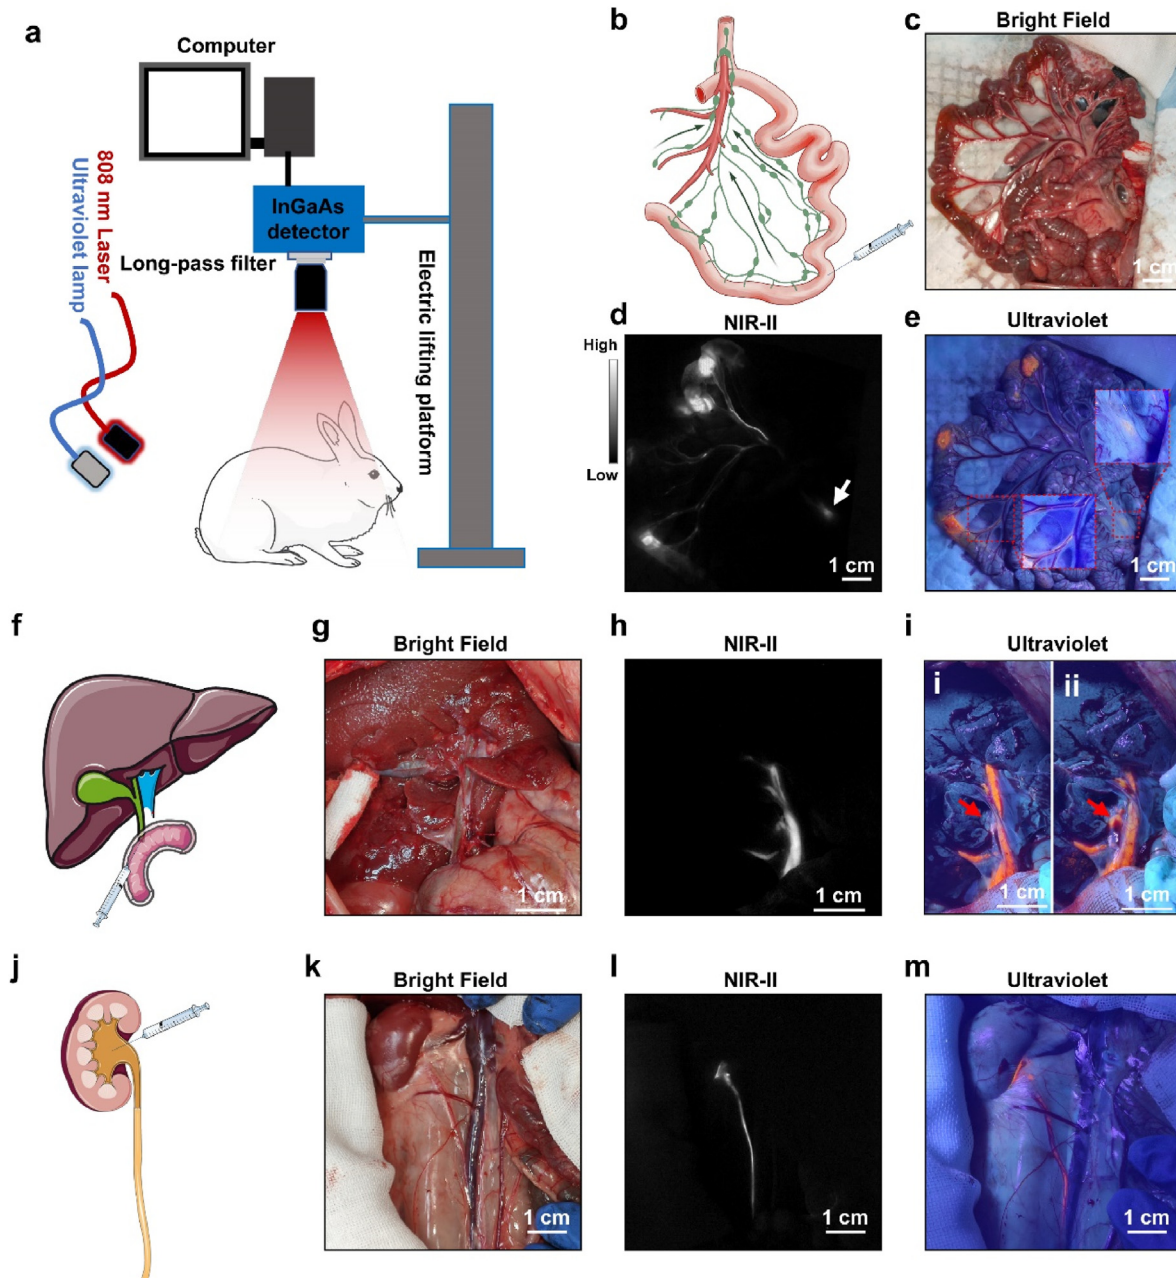 a
Computer
808 nm Laser
Ultraviolet lamp
InGaAs
detector
Long-pass filter
Electric lifting platform
b
c
Bright Field
1 cm
d
NIR-II
High
Low
1 cm
e
Ultraviolet
1 cm
f
g
Bright Field
1 cm
h
NIR-II
1 cm
i
Ultraviolet
i
ii
1 cm
1 cm
j
k
Bright Field
1 cm
l
NIR-II
1 cm
m
Ultraviolet
1 cm